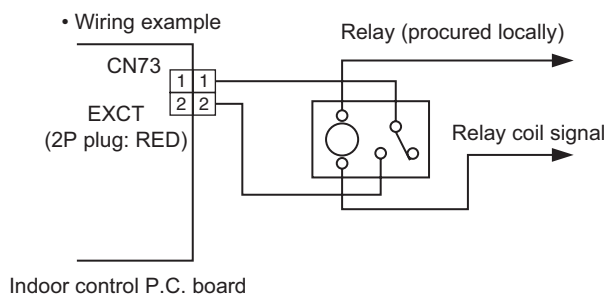 • Wiring example
Relay (procured locally)
CN73
1 1
2 2
EXCT
(2P plug: RED)
Relay coil signal
Indoor control P.C. board